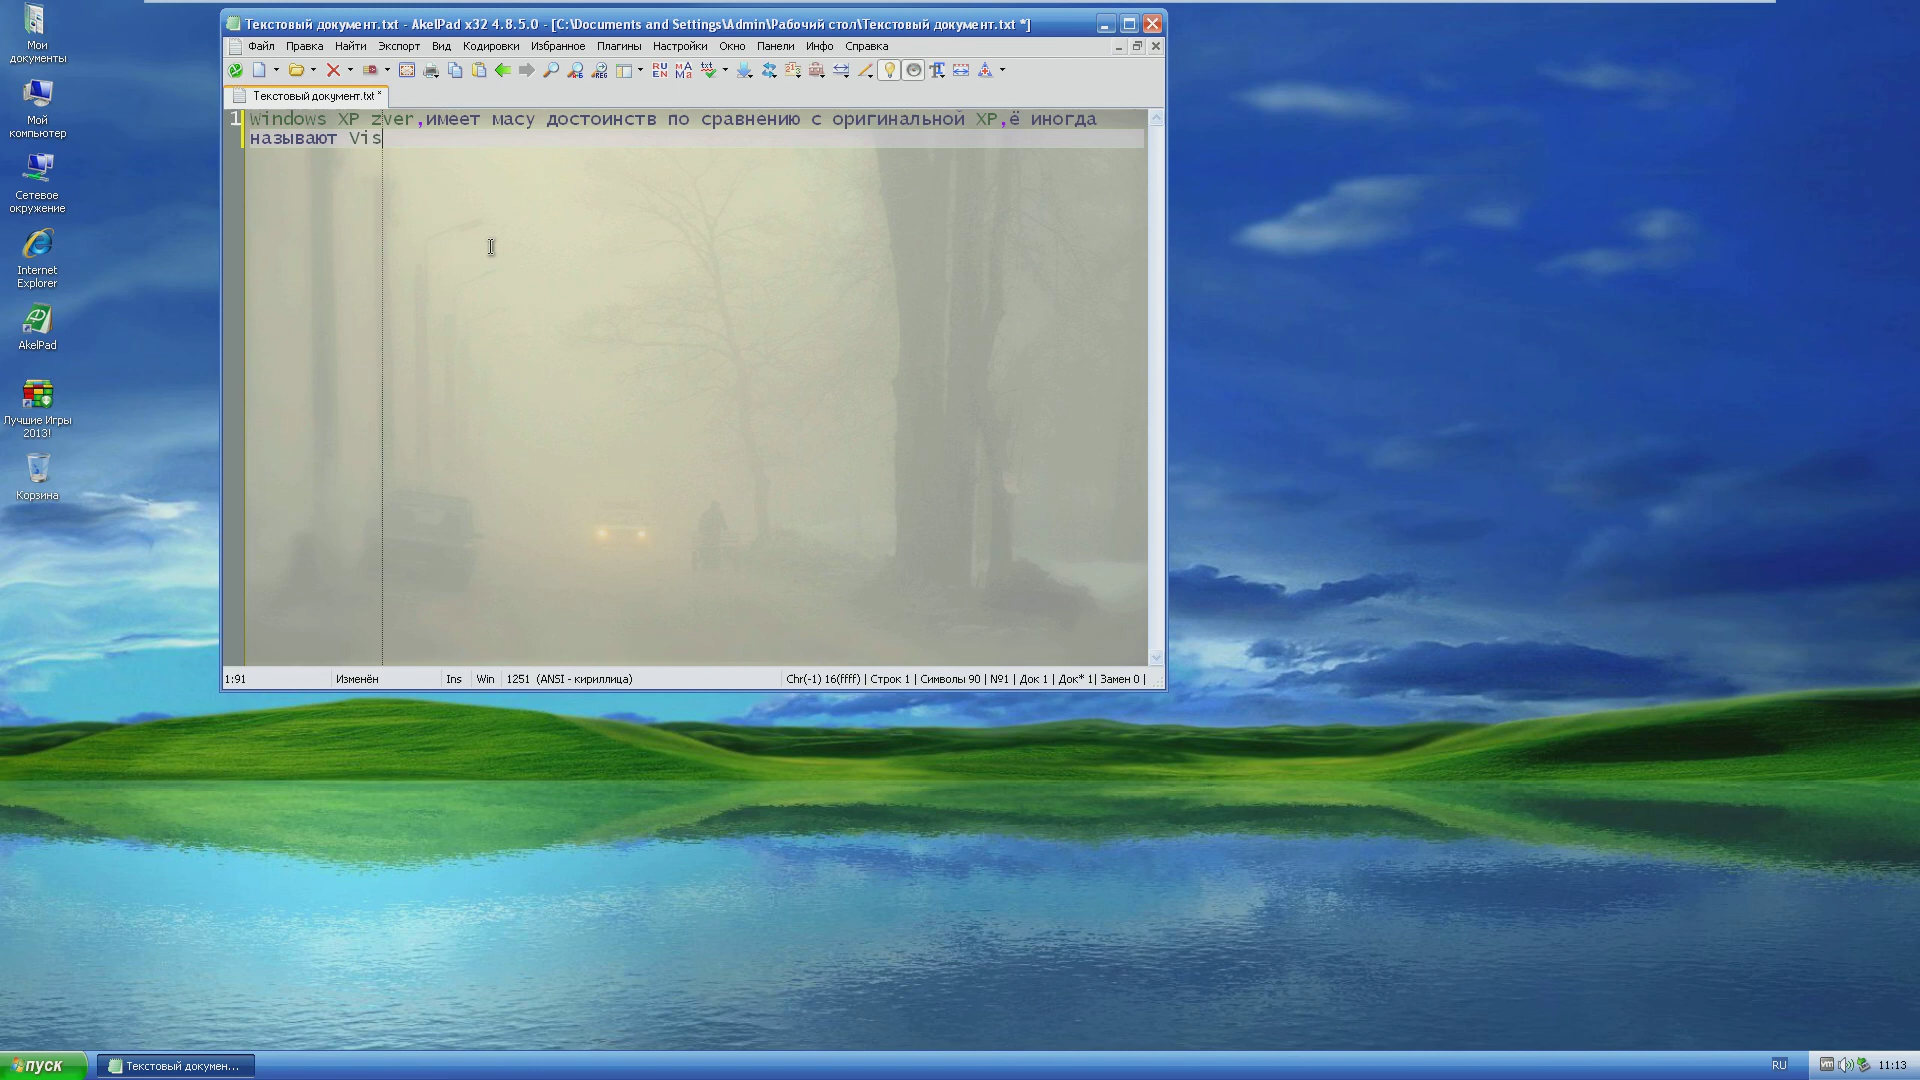 Текстовый документ.txt - AkelPad x32 4.8.5.0 - [C:\Documents and Settings\Admin\Рабочий стол\Текстовый документ.txt *]
Файл Правка Найти Экспорт Вид Кодировки Избранное Плагины Настройки Окно Панели Инфо Справка
Текстовый документ.txt *
1 Windows XP zver,имеет масу достоинств по сравнению с оригинальной XP,ё иногда
называют Vis
1:91 Изменён Ins Win 1251 (ANSI - кириллица) Chr(-1) 16(ffff) | Строк 1 | Символы 90 | №1 | Док 1 | Док* 1| Замен 0 |
Мои
документы
Мой
компьютер
Сетевое
окружение
Internet
Explorer
AkelPad
Лучшие Игры
2013!
Корзина
пуск
Текстовый докумен...
RU
11:13